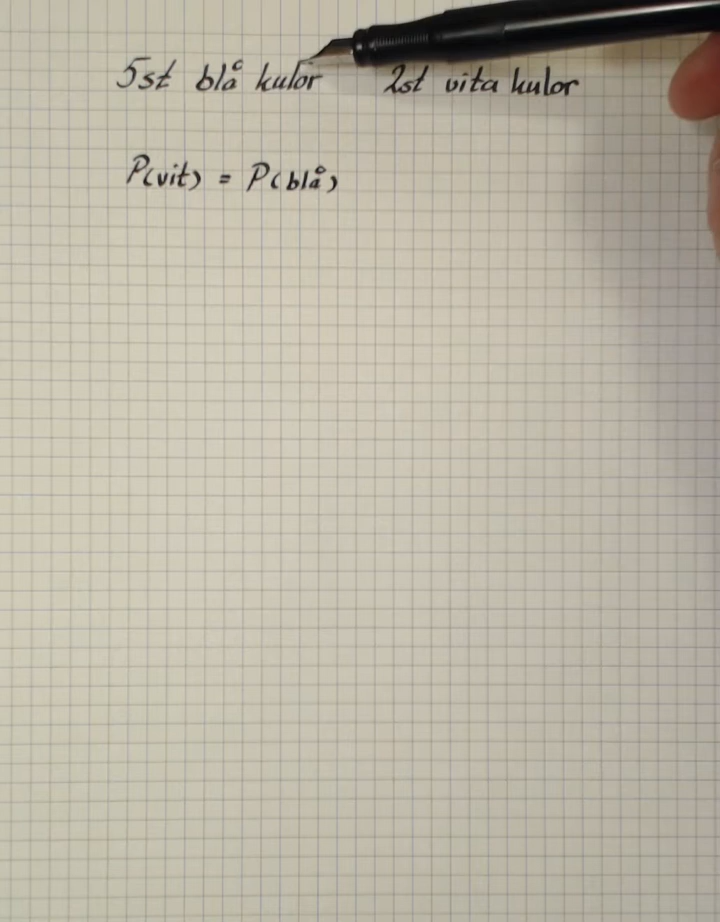 5st blå kulor 2st vita kulor
P(vit) = P(blå)